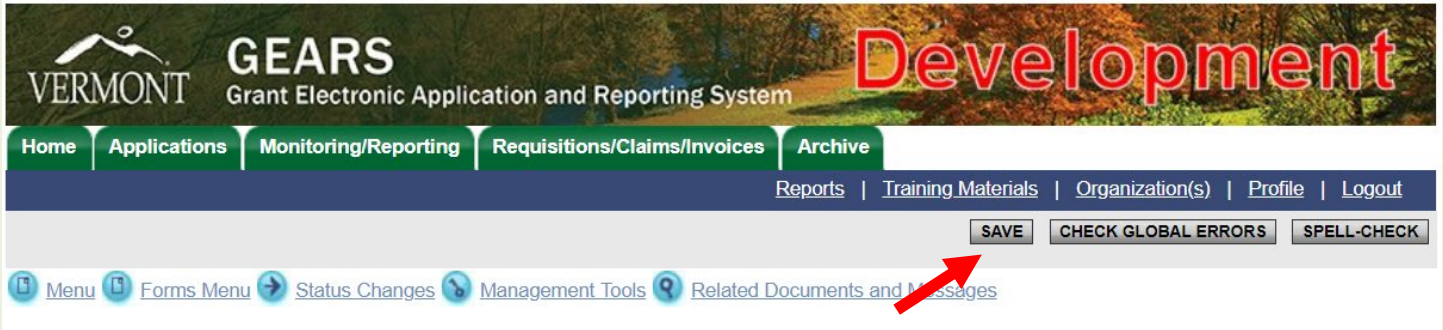 VERMONT
GEARS
Grant Electronic Application and Reporting System
Development
Home Applications Monitoring/Reporting Requisitions/Claims/Invoices Archive
Reports | Training Materials | Organization(s) | Profile | Logout
SAVE CHECK GLOBAL ERRORS SPELL-CHECK
Menu Forms Menu Status Changes Management Tools Related Documents and Messages